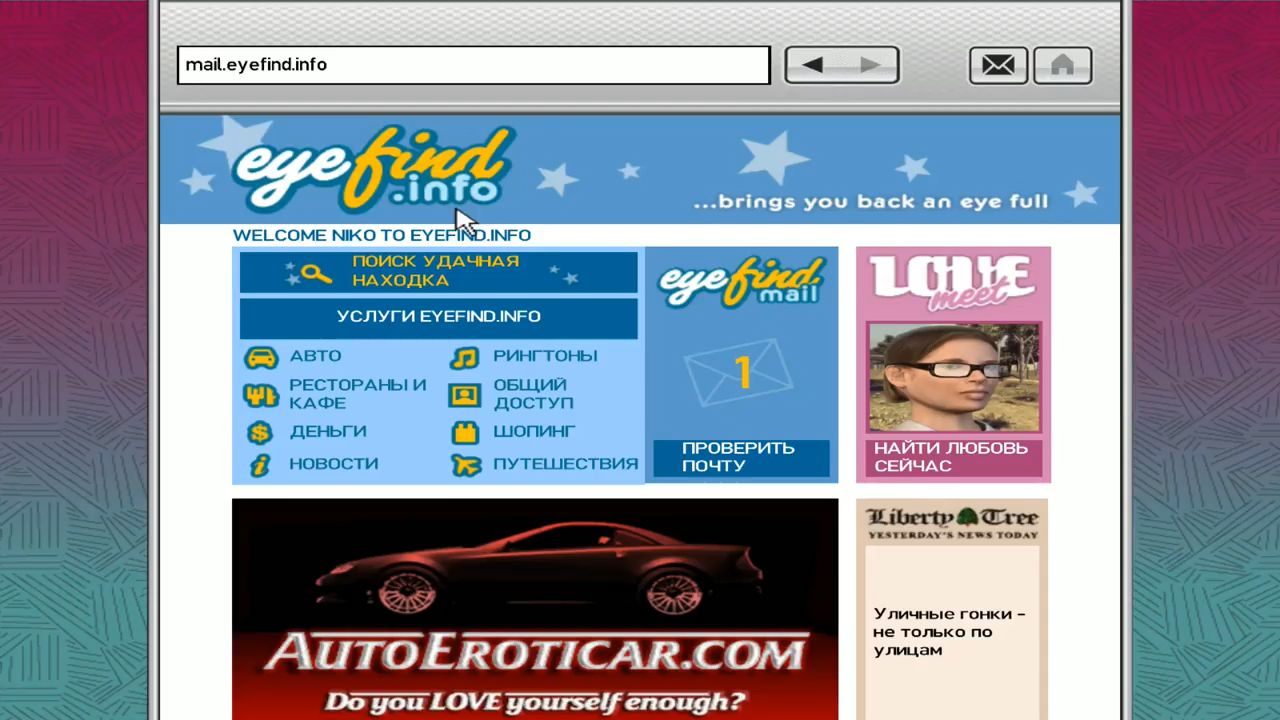 mail.eyefind.info
eyefind
.info
...brings you back an eye full
WELCOME NIKO TO EYEFIND.INFO
ПОИСК УДАЧНАЯ
НАХОДКА
УСЛУГИ EYEFIND.INFO
АВТО
РИНГТОНЫ
РЕСТОРАНЫ И
КАФЕ
ОБЩИЙ
ДОСТУП
ДЕНЬГИ
ШОПИНГ
НОВОСТИ
ПУТЕШЕСТВИЯ
eyefind
mail
1
ПРОВЕРИТЬ
ПОЧТУ
LOVE
meet
НАЙТИ ЛЮБОВЬ
СЕЙЧАС
AUTOEROTICAR.COM
Do you LOVE yourself enough?
Liberty Tree
YESTERDAY'S NEWS TODAY
Уличные гонки -
не только по
улицам